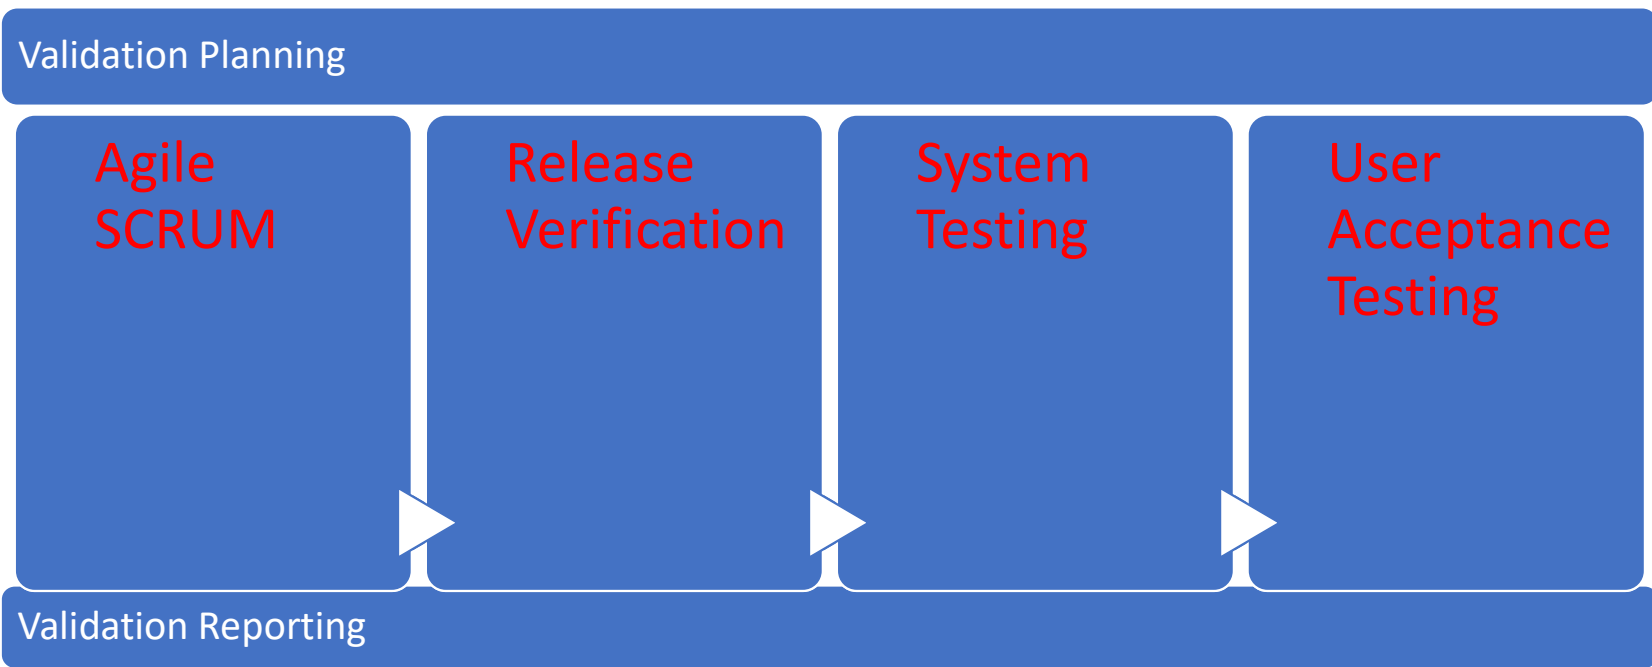 Validation Planning
Agile
SCRUM
Release
Verification
System
Testing
User
Acceptance
Testing
Validation Reporting